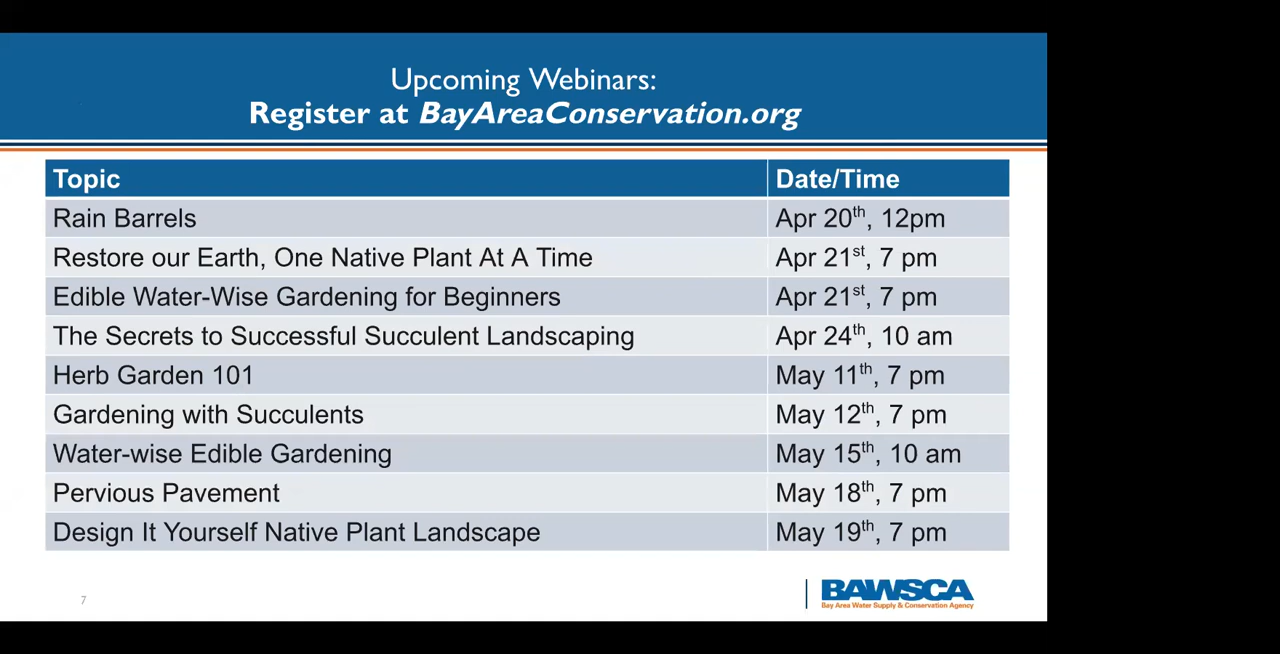 Upcoming Webinars:
Register at BayAreaConservation.org
Topic Date/Time
Rain Barrels Apr 20th, 12pm
Restore our Earth, One Native Plant At A Time Apr 21st, 7 pm
Edible Water-Wise Gardening for Beginners Apr 21st, 7 pm
The Secrets to Successful Succulent Landscaping Apr 24th, 10 am
Herb Garden 101 May 11th, 7 pm
Gardening with Succulents May 12th, 7 pm
Water-wise Edible Gardening May 15th, 10 am
Pervious Pavement May 18th, 7 pm
Design It Yourself Native Plant Landscape May 19th, 7 pm
7
BAWSCA
Bay Area Water Supply & Conservation Agency